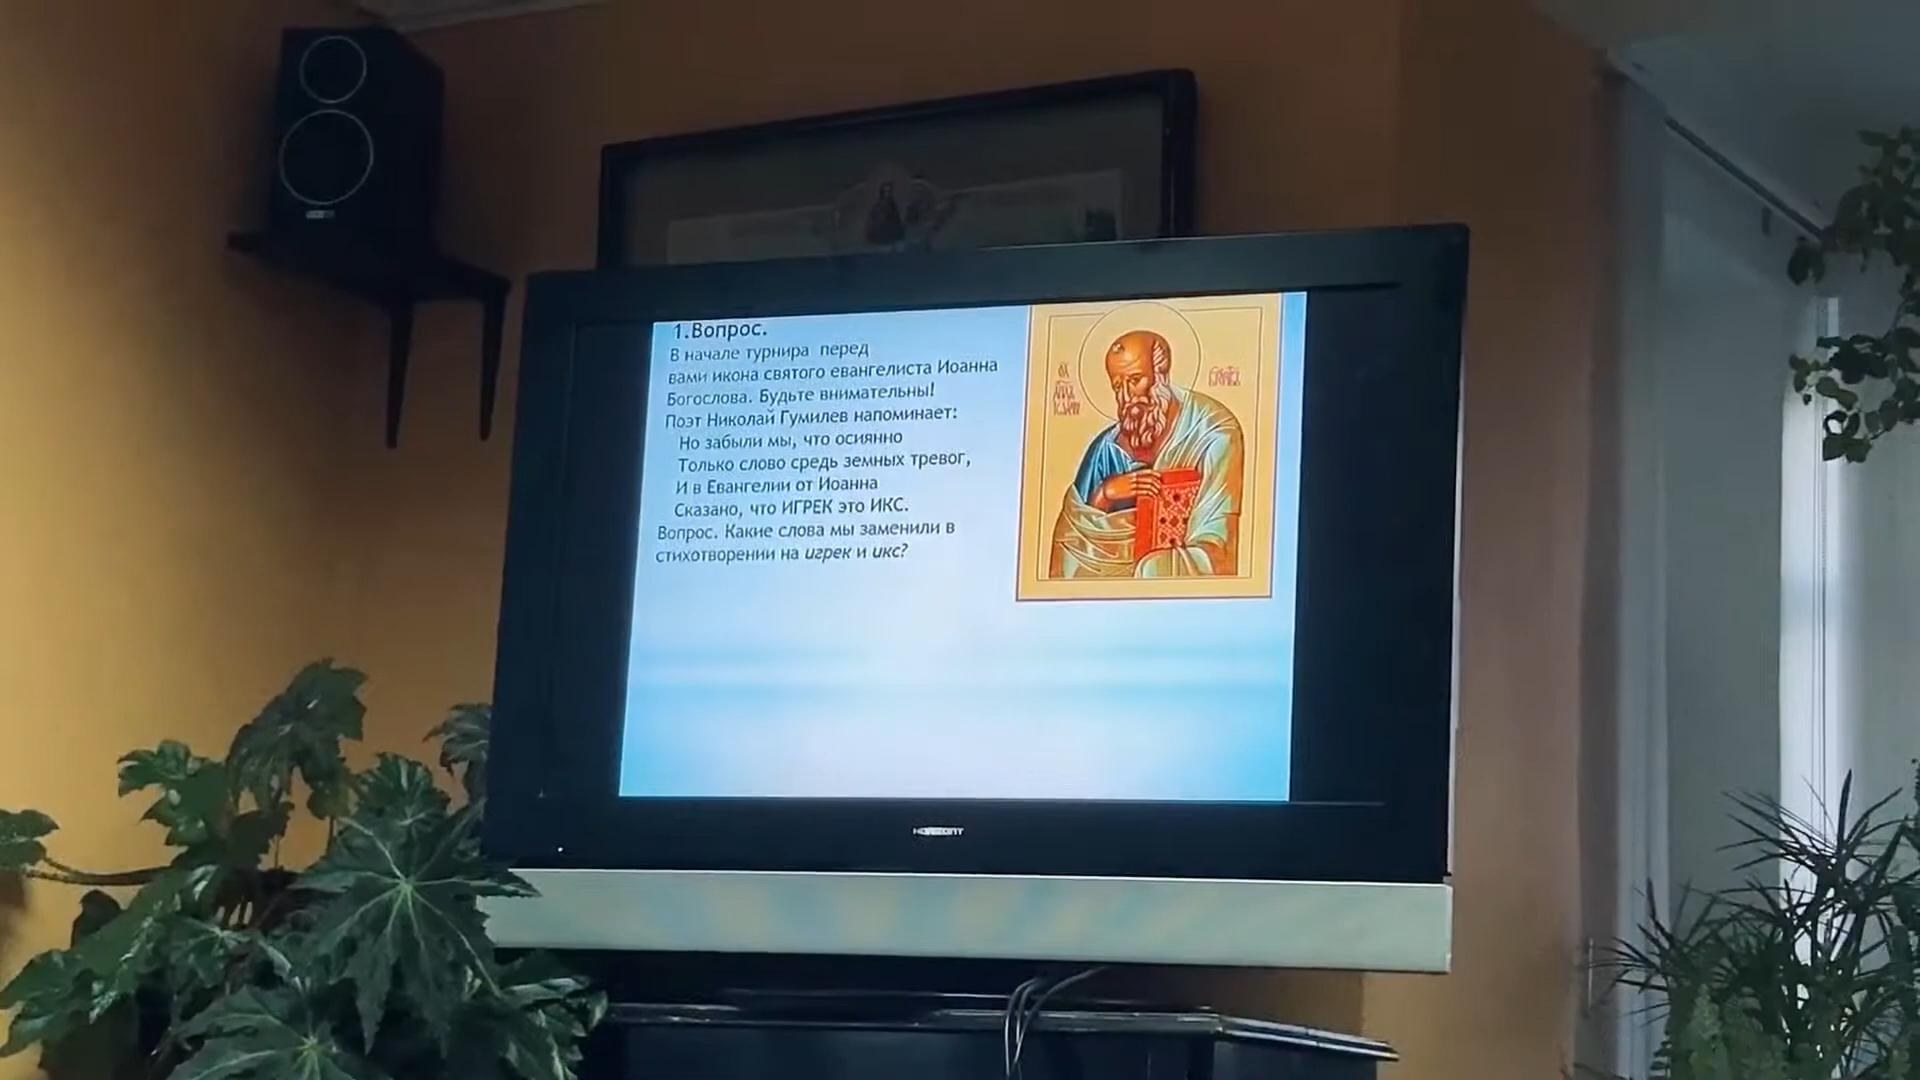 1.Вопрос.
В начале турнира перед
вами икона святого евангелиста Иоанна
Богослова. Будьте внимательны!
Поэт Николай Гумилев напоминает:
Но забыли мы, что осиянно
Только слово средь земных тревог,
И в Евангелии от Иоанна
Сказано, что ИГРЕК это ИКС.
Вопрос. Какие слова мы заменили в
стихотворении на игрек и икс?
HORIZONT